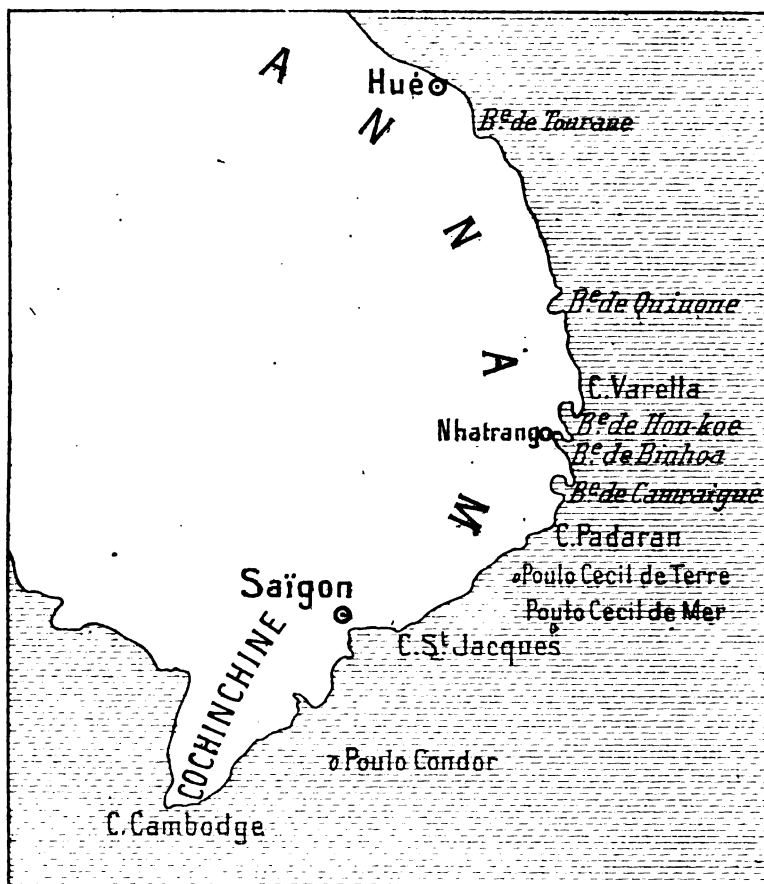 ANNAM
Hué
Bᵉ. de Tourane
Bᵉ. de Quinone
C. Varella
Bᵉ. de Hon-koe
Nhatrang
Bᵉ. de Binhoa
Bᵉ. de Camraigue
C. Padaran
Poulo Cecil de Terre
Saïgon
Poulo Cecil de Mer
C. Sᵗ. Jacques
COCHINCHINE
Poulo Condor
C. Cambodge